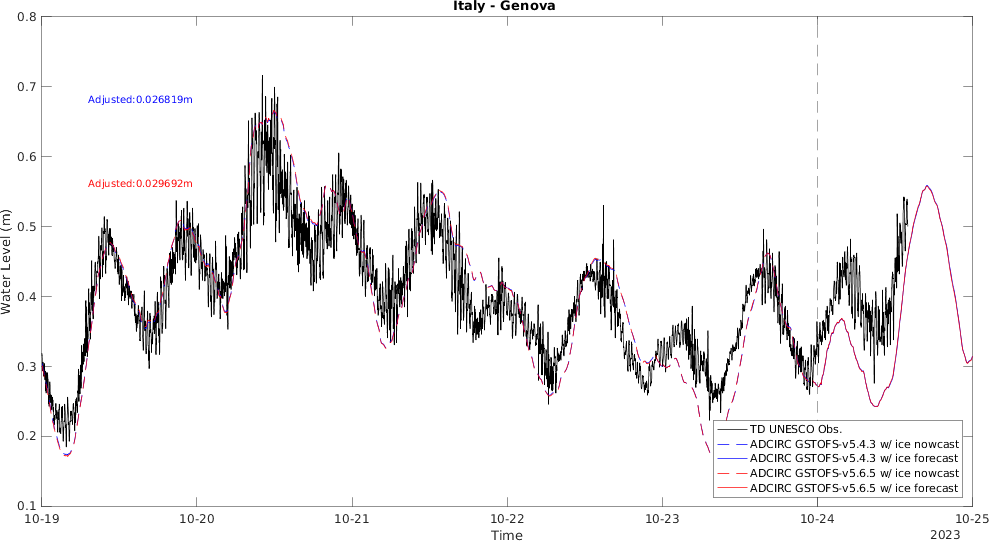 Italy - Genova
0.8
0.7
0.6
0.5
0.4
0.3
0.2
0.1
Water Level (m)
Adjusted:0.026819m
Adjusted:0.029692m
TD UNESCO Obs.
ADCIRC GSTOFS-v5.4.3 w/ ice nowcast
ADCIRC GSTOFS-v5.4.3 w/ ice forecast
ADCIRC GSTOFS-v5.6.5 w/ ice nowcast
ADCIRC GSTOFS-v5.6.5 w/ ice forecast
10-19 10-20 10-21 10-22 10-23 10-24 10-25
Time
2023